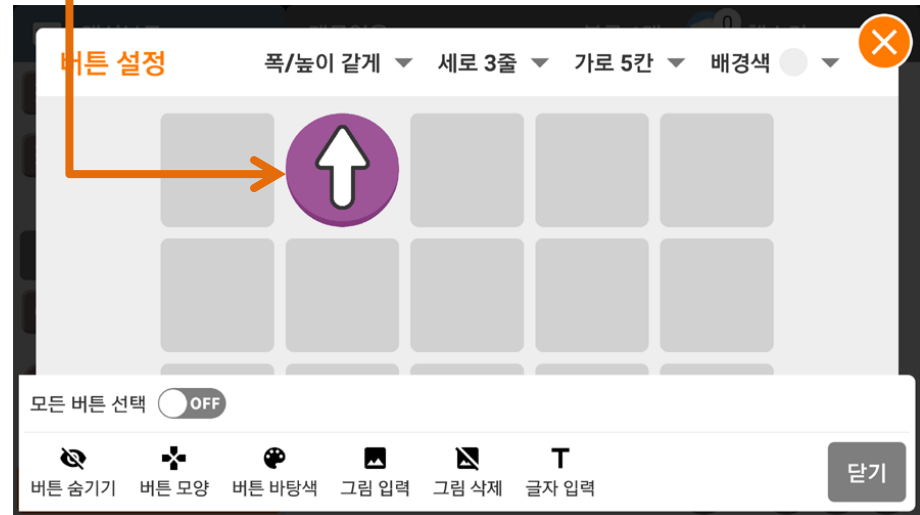 버튼 설정 폭/높이 같게 세로 3줄 가로 5칸 배경색
모든 버튼 선택 OFF
버튼 숨기기 버튼 모양 버튼 바탕색 그림 입력 그림 삭제 글자 입력 닫기